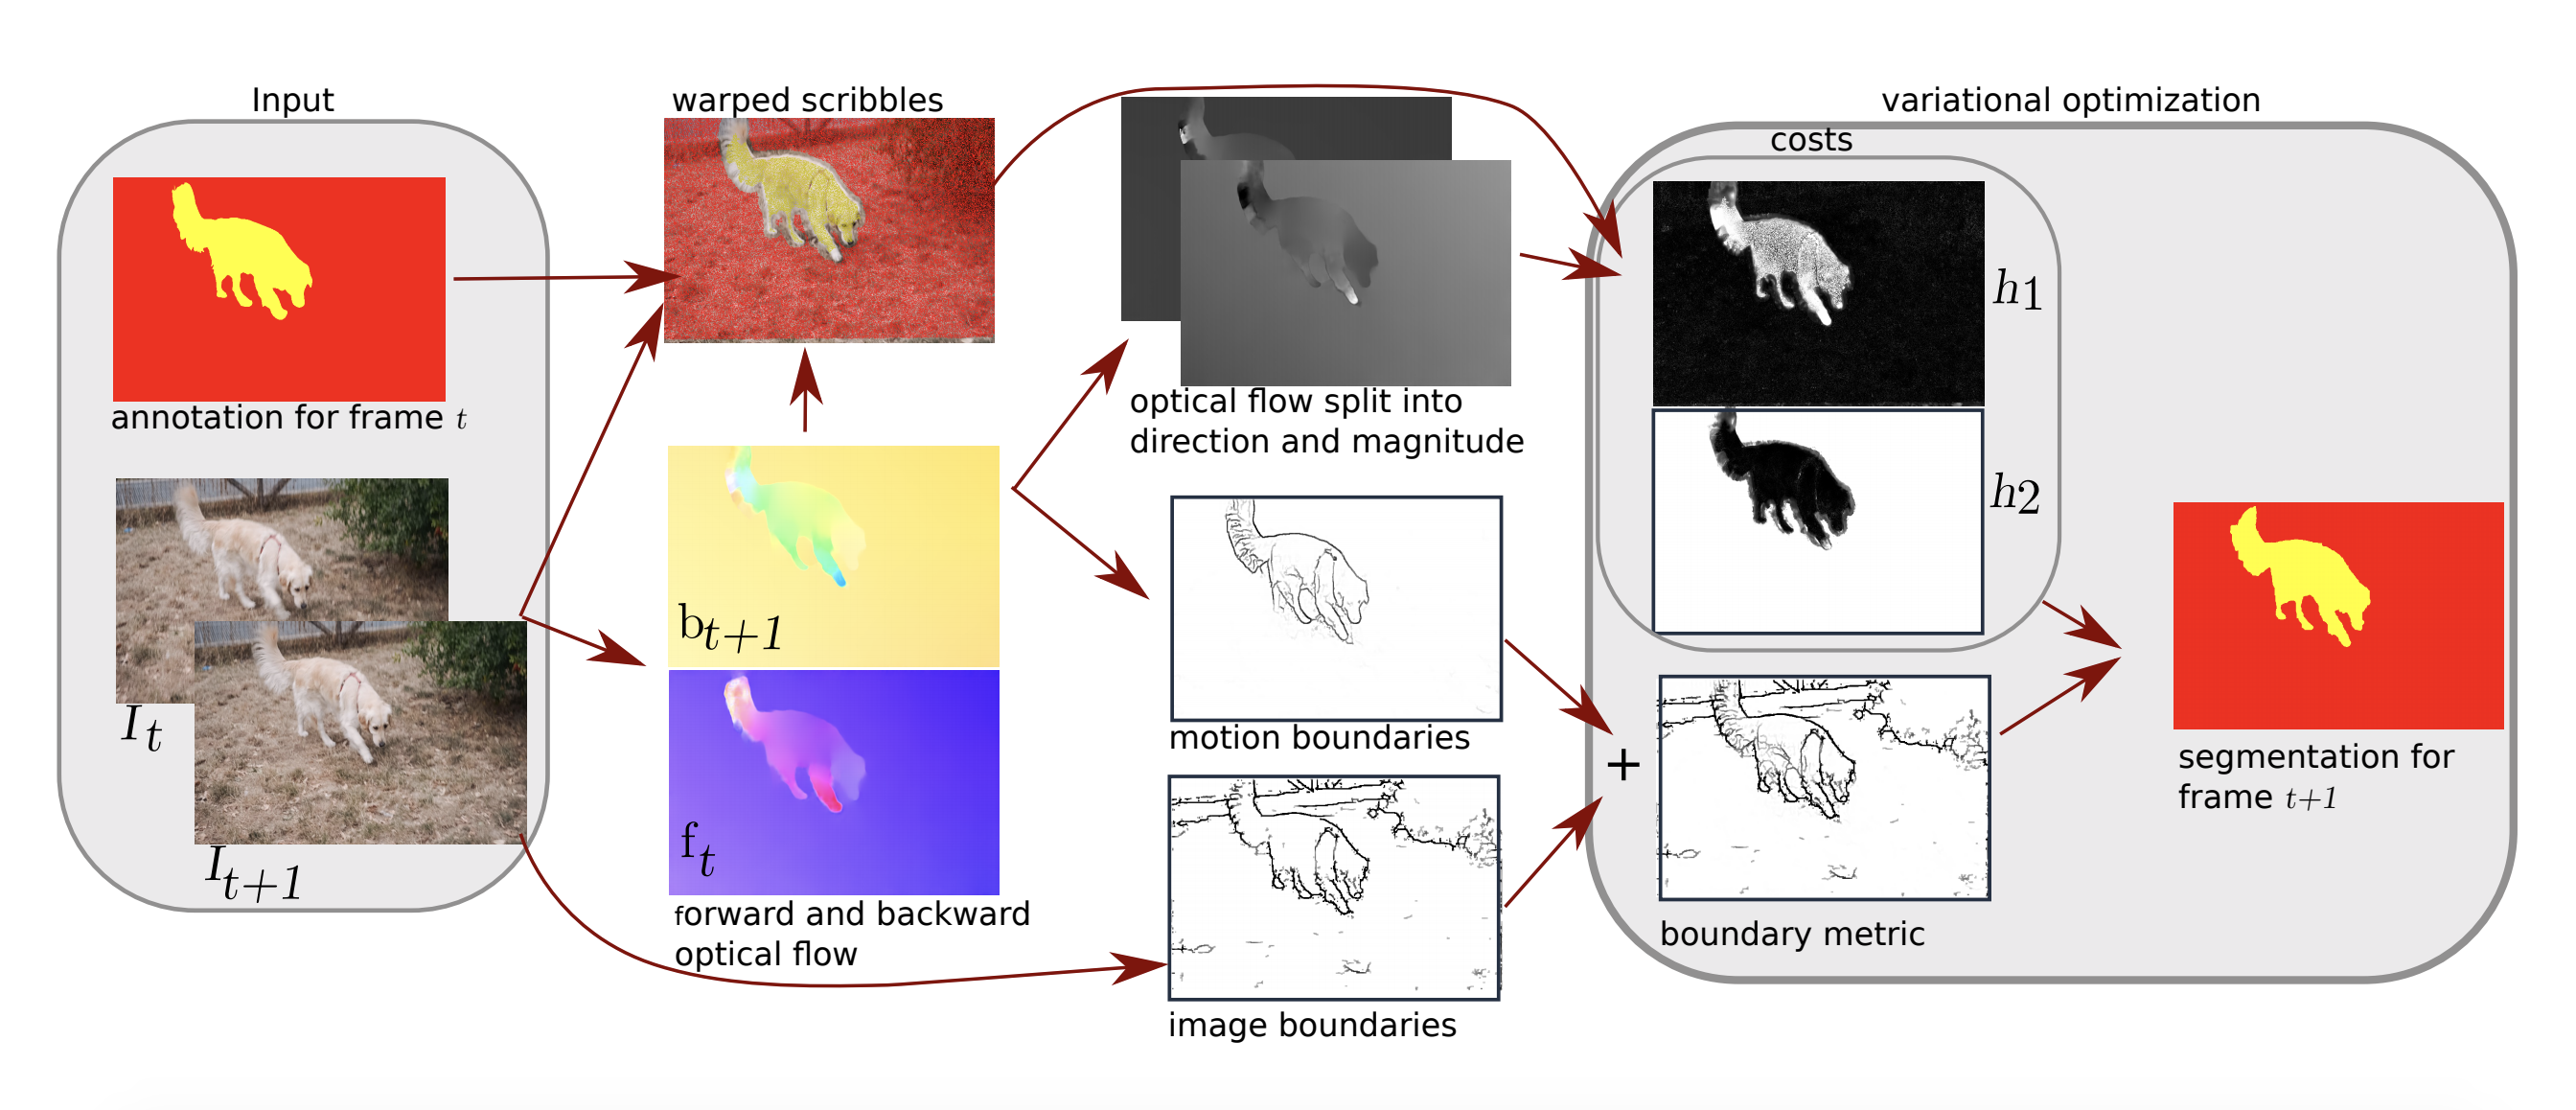 Input
annotation for frame t
I_t
I_{t+1}
warped scribbles
b_{t+1}
f_t
forward and backward
optical flow
optical flow split into
direction and magnitude
motion boundaries
image boundaries
variational optimization
costs
h1
h2
+
boundary metric
segmentation for
frame t+1